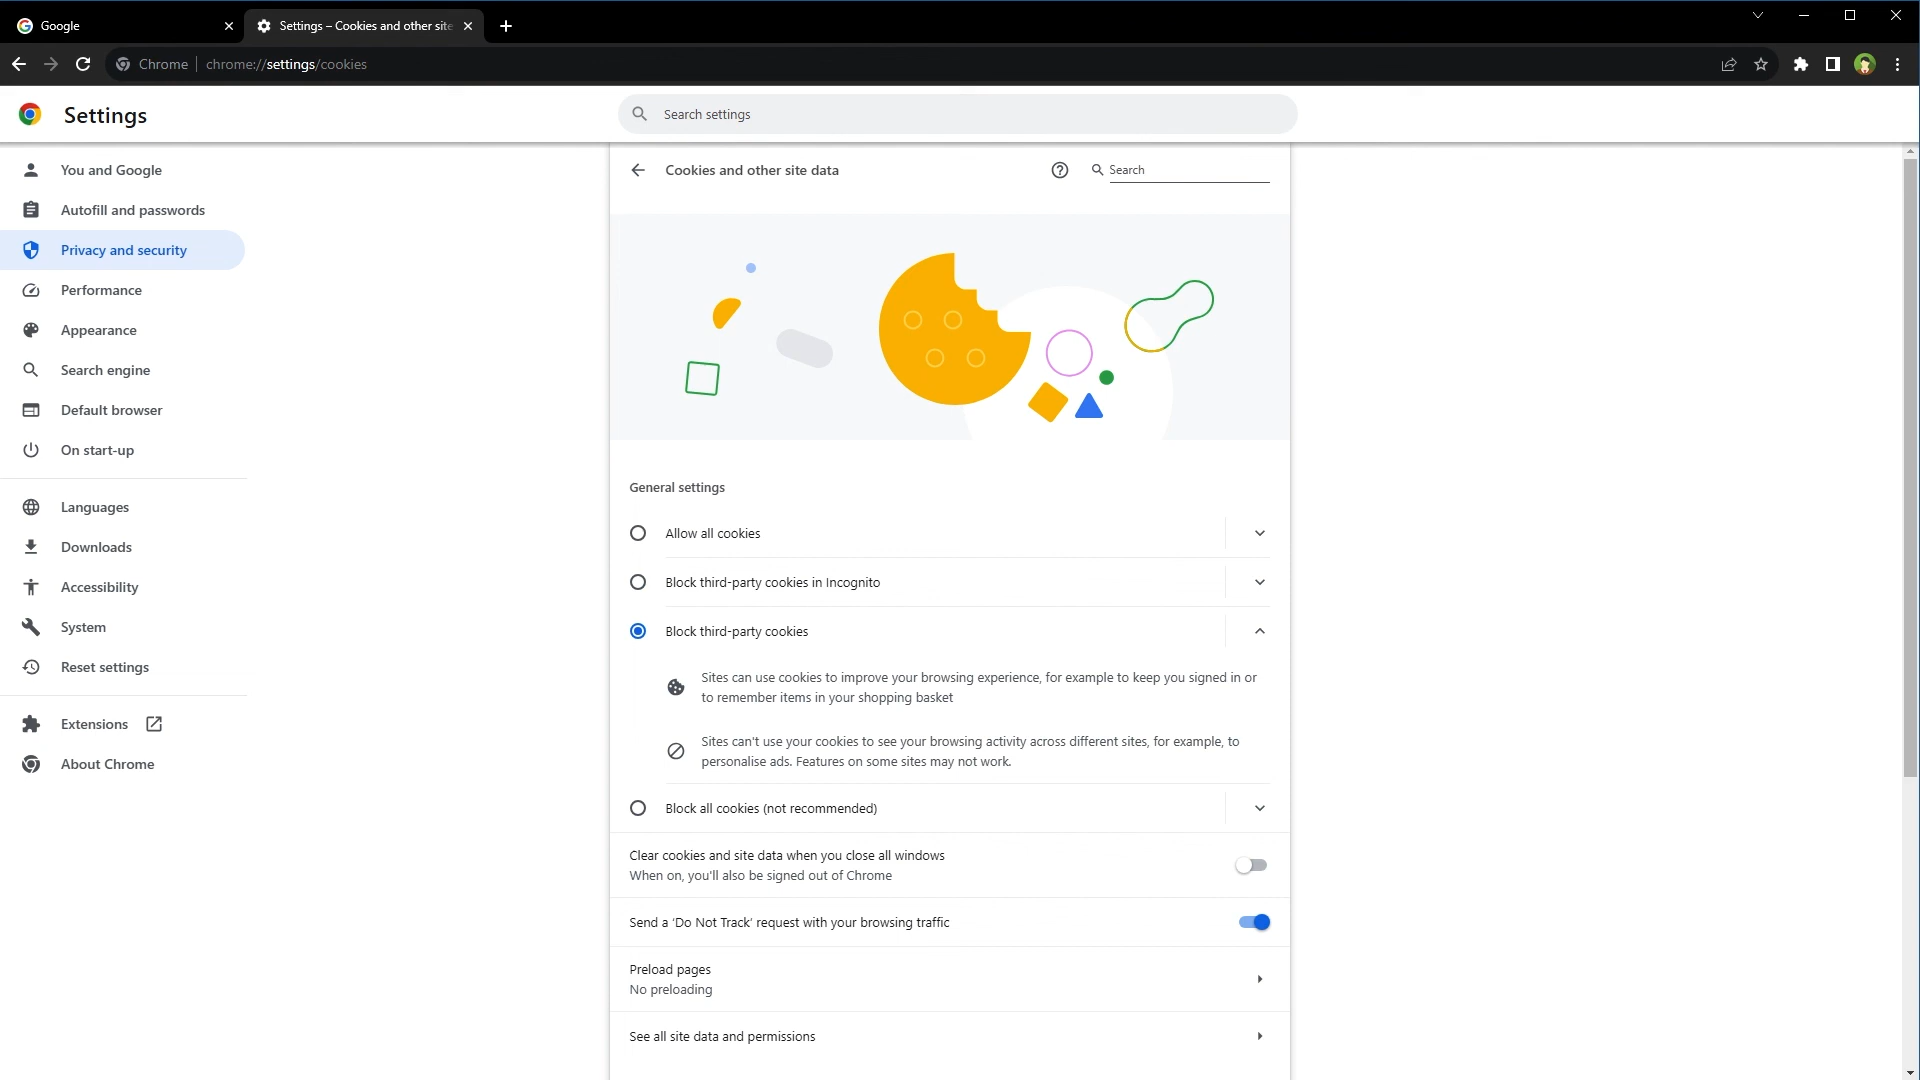 Google
Settings – Cookies and other site
Chrome
chrome://settings/cookies
Settings
Search settings
You and Google
Autofill and passwords
Privacy and security
Performance
Appearance
Search engine
Default browser
On start-up
Languages
Downloads
Accessibility
System
Reset settings
Extensions
About Chrome
Cookies and other site data
Search
General settings
Allow all cookies
Block third-party cookies in Incognito
Block third-party cookies
Sites can use cookies to improve your browsing experience, for example to keep you signed in or
to remember items in your shopping basket
Sites can't use your cookies to see your browsing activity across different sites, for example, to
personalise ads. Features on some sites may not work.
Block all cookies (not recommended)
Clear cookies and site data when you close all windows
When on, you'll also be signed out of Chrome
Send a 'Do Not Track' request with your browsing traffic
Preload pages
No preloading
See all site data and permissions